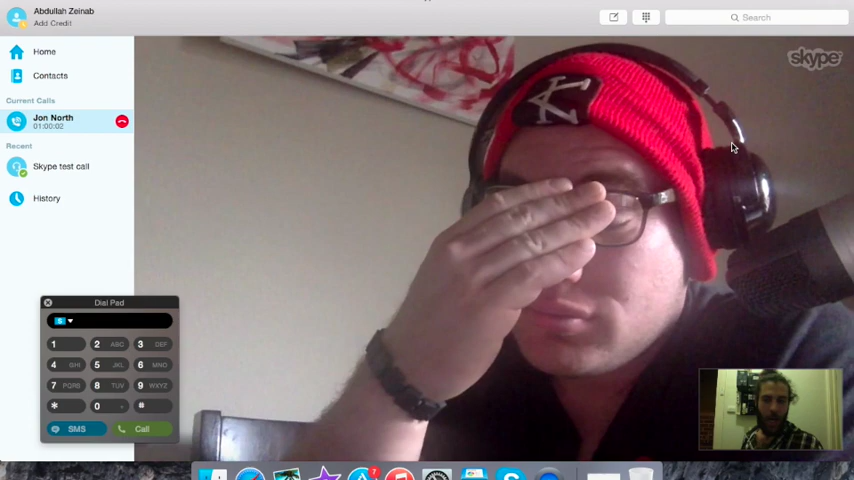 Abdullah Zeinab
Add Credit
Search
Home
Contacts
Current Calls
Jon North
01:00:02
Recent
Skype test call
History
skype
K
Dial Pad
S
1
2 ABC
3 DEF
4 GHI
5 JKL
6 MNO
7 PQRS
8 TUV
9 WXYZ
*
0 +
#
SMS
Call
7